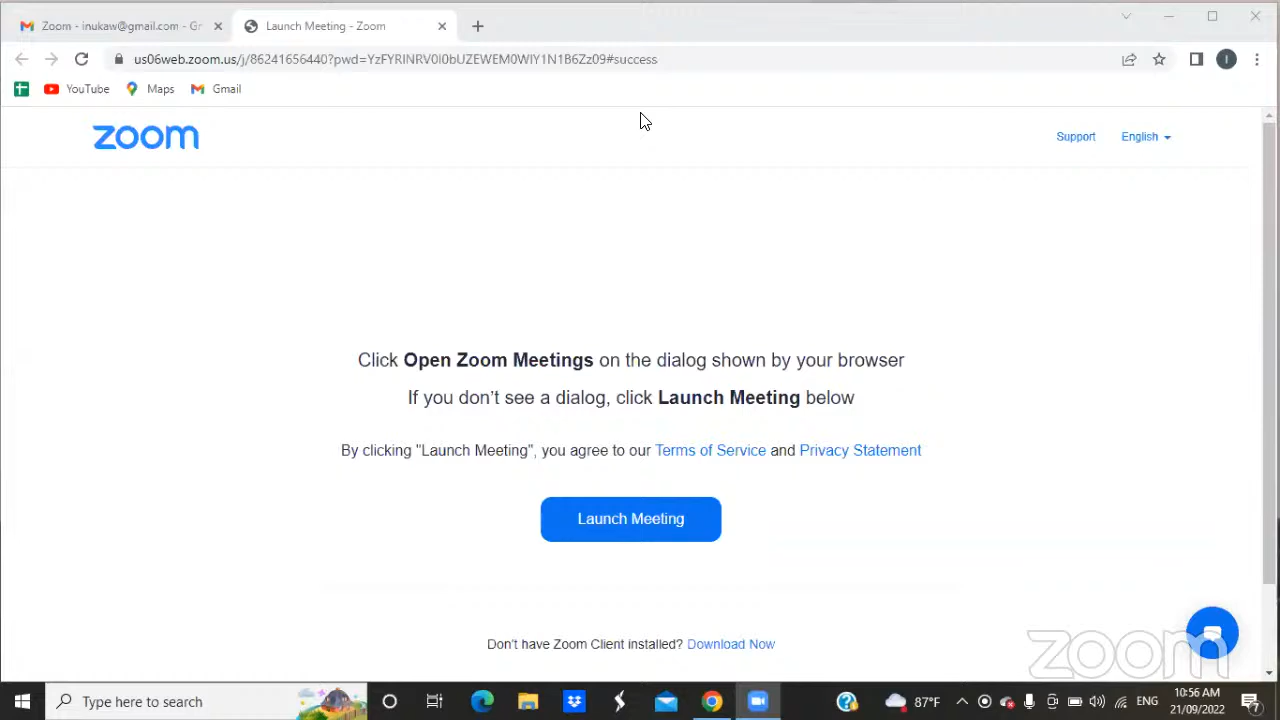 Zoom - inukaw@gmail.com - Gr
Launch Meeting - Zoom
us06web.zoom.us/j/86241656440?pwd=YzFYRlNRV0I0bUZEWEM0WlY1N1B6Zz09#success
YouTube
Maps
Gmail
zoom
Support
English
Click Open Zoom Meetings on the dialog shown by your browser
If you don't see a dialog, click Launch Meeting below
By clicking "Launch Meeting", you agree to our Terms of Service and Privacy Statement
Launch Meeting
Don't have Zoom Client installed? Download Now
zoom
Type here to search
87°F
ENG
10:56 AM
21/09/2022
7